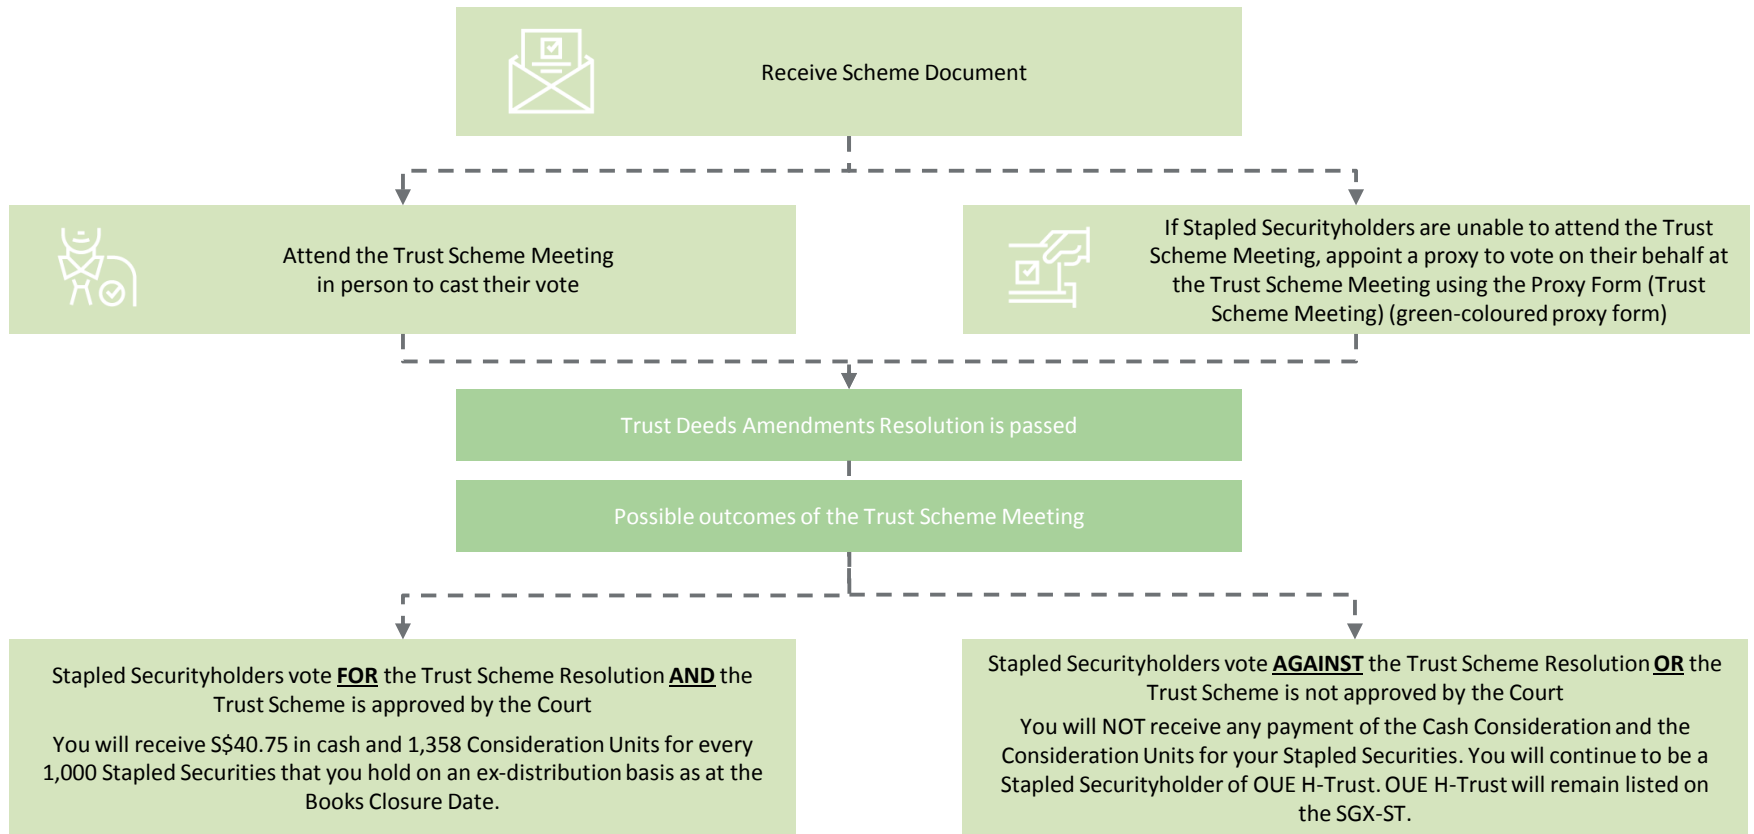 Receive Scheme Document
Attend the Trust Scheme Meeting
in person to cast their vote
If Stapled Securityholders are unable to attend the Trust
Scheme Meeting, appoint a proxy to vote on their behalf at
the Trust Scheme Meeting using the Proxy Form (Trust
Scheme Meeting) (green-coloured proxy form)
Trust Deeds Amendments Resolution is passed
Possible outcomes of the Trust Scheme Meeting
Stapled Securityholders vote FOR the Trust Scheme Resolution AND the
Trust Scheme is approved by the Court
You will receive S$40.75 in cash and 1,358 Consideration Units for every
1,000 Stapled Securities that you hold on an ex-distribution basis as at the
Books Closure Date.
Stapled Securityholders vote AGAINST the Trust Scheme Resolution OR the
Trust Scheme is not approved by the Court
You will NOT receive any payment of the Cash Consideration and the
Consideration Units for your Stapled Securities. You will continue to be a
Stapled Securityholder of OUE H-Trust. OUE H-Trust will remain listed on
the SGX-ST.